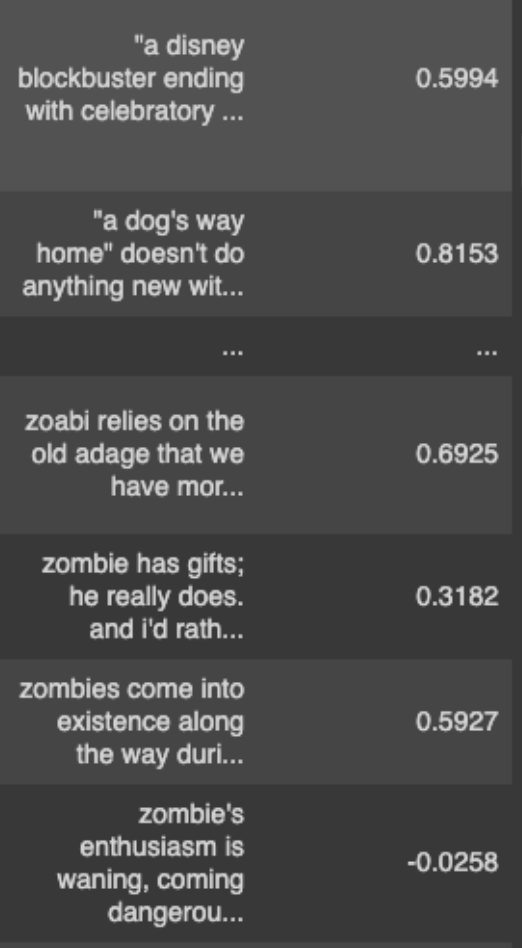 "a disney
blockbuster ending 0.5994
with celebratory ...
"a dog's way
home" doesn't do 0.8153
anything new wit...
... ...
zoabi relies on the
old adage that we 0.6925
have mor...
zombie has gifts;
he really does. 0.3182
and i'd rath...
zombies come into
existence along 0.5927
the way duri...
zombie's
enthusiasm is
waning, coming -0.0258
dangerou...